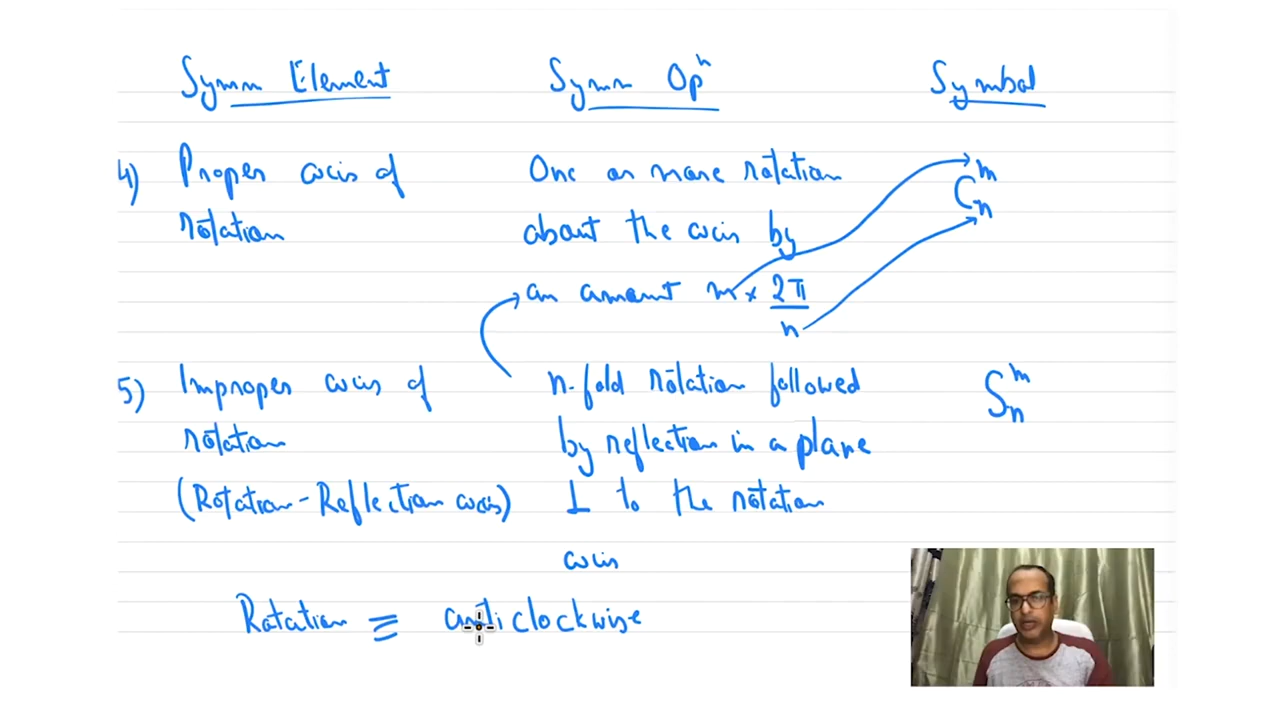 Symm Element Symm Opⁿ Symbol
4) Proper axis of One or more rotation Cₙᵐ
rotation about the axis by
an amount m × 2π/n
5) Improper axis of n-fold rotation followed Sₙᵐ
rotation by reflection in a plane
(Rotation-Reflection axis) ⊥ to the rotation
axis
Rotation ≡ anticlockwise